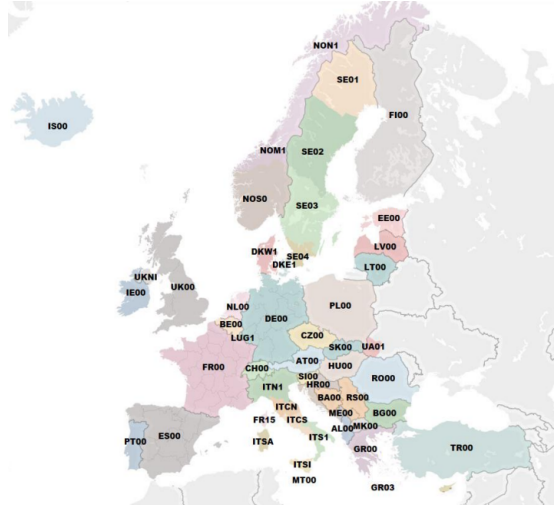 NON1
SE01
FI00
IS00
SE02
NOM1
NOS0
SE03
EE00
DKW1
SE04
LV00
DKE1
LT00
UKNI
IE00
UK00
NL00
PL00
BE00
DE00
LUG1
CZ00
SK00
UA01
FR00
CH00
AT00
HU00
ITN1
SI00
HR00
RO00
ITCN
BA00
RS00
FR15
ITCS
ME00
BG00
PT00
ES00
ITSA
ITS1
AL00
MK00
GR00
TR00
ITSI
MT00
GR03